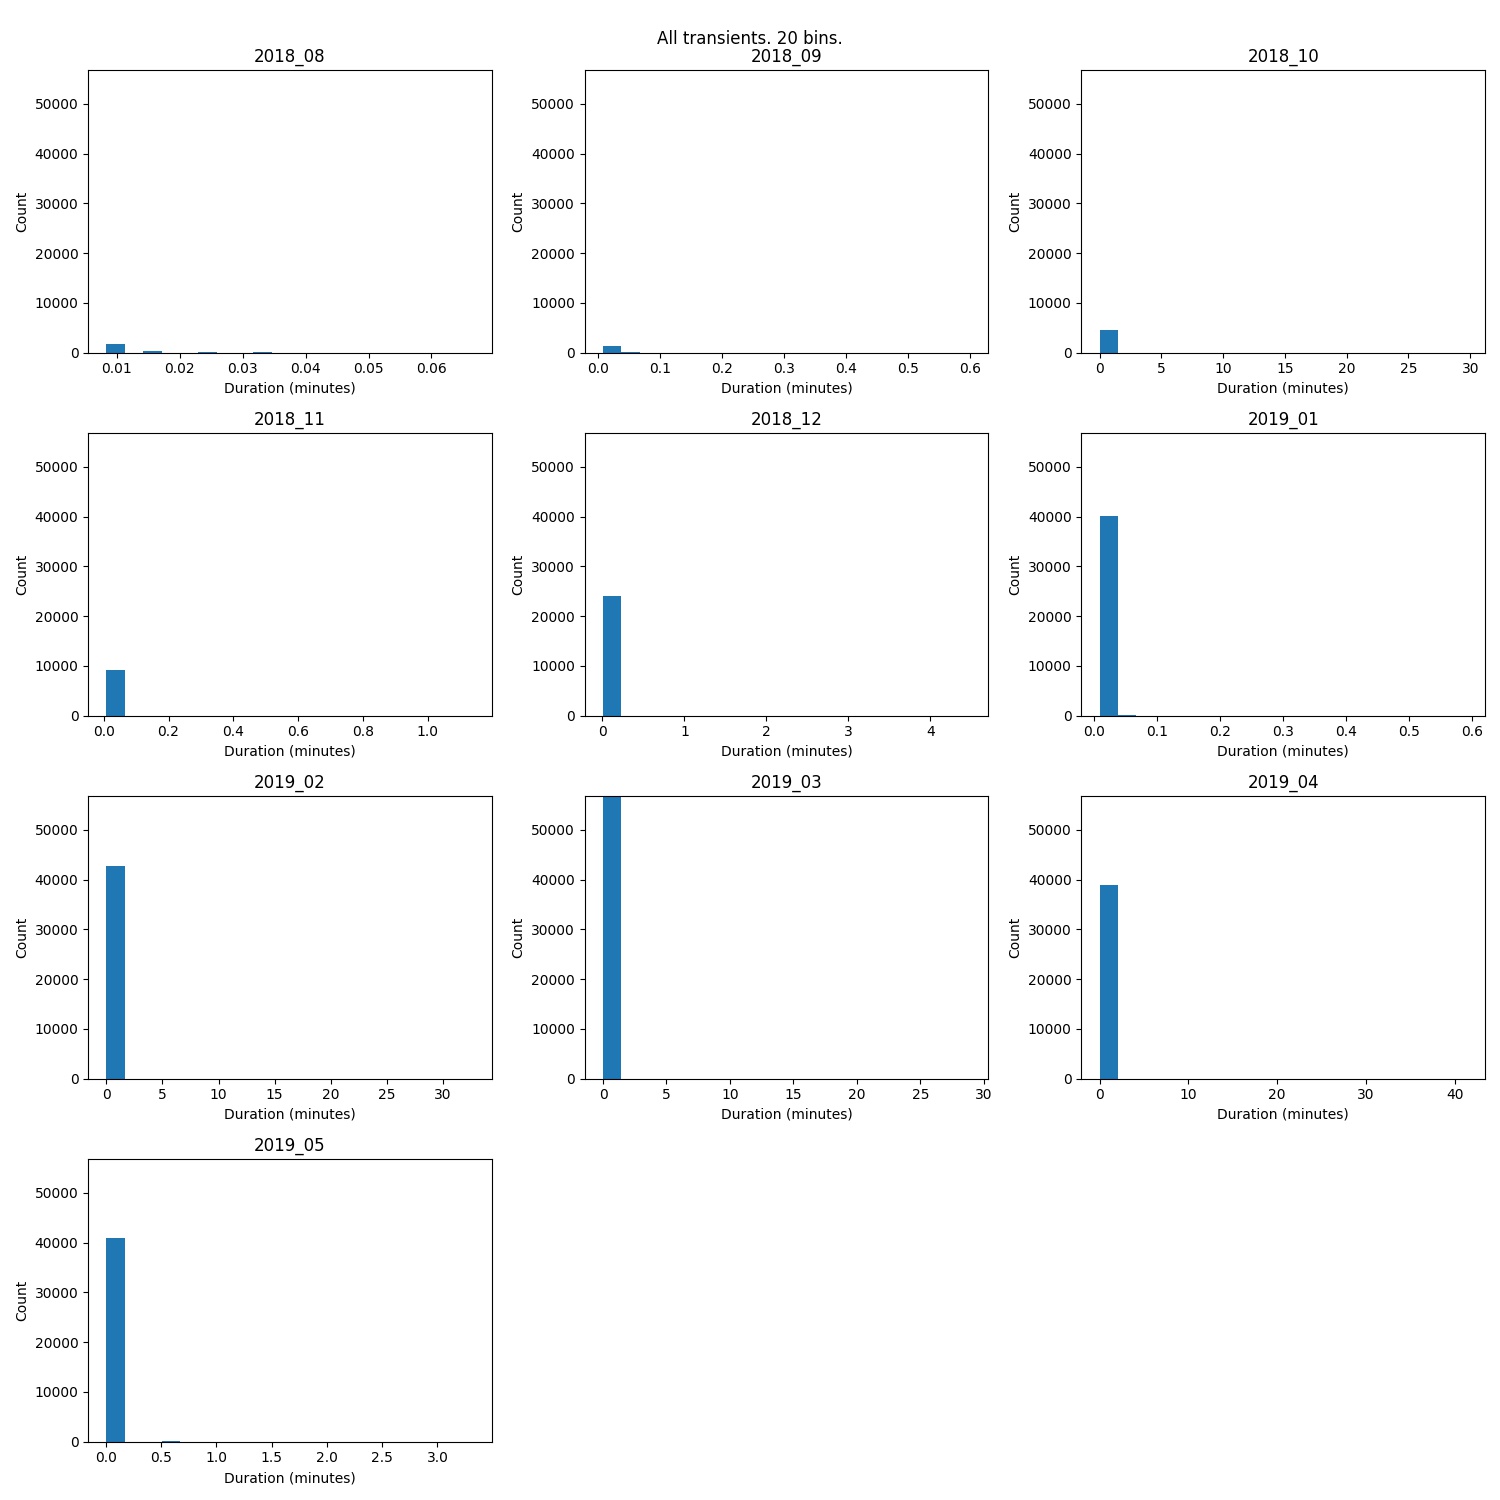 All transients. 20 bins.
2018_08 2018_09 2018_10
50000 50000 50000
40000 40000 40000
30000 30000 30000
20000 20000 20000
10000 10000 10000
0 0 0
Count Count Count
0.01 0.02 0.03 0.04 0.05 0.06 0.0 0.1 0.2 0.3 0.4 0.5 0.6 0 5 10 15 20 25 30
Duration (minutes) Duration (minutes) Duration (minutes)
2018_11 2018_12 2019_01
50000 50000 50000
40000 40000 40000
30000 30000 30000
20000 20000 20000
10000 10000 10000
0 0 0
Count Count Count
0.0 0.2 0.4 0.6 0.8 1.0 0 1 2 3 4 0.0 0.1 0.2 0.3 0.4 0.5 0.6
Duration (minutes) Duration (minutes) Duration (minutes)
2019_02 2019_03 2019_04
50000 50000 50000
40000 40000 40000
30000 30000 30000
20000 20000 20000
10000 10000 10000
0 0 0
Count Count Count
0 5 10 15 20 25 30 0 5 10 15 20 25 30 0 10 20 30 40
Duration (minutes) Duration (minutes) Duration (minutes)
2019_05
50000
40000
30000
20000
10000
0
Count
0.0 0.5 1.0 1.5 2.0 2.5 3.0
Duration (minutes)